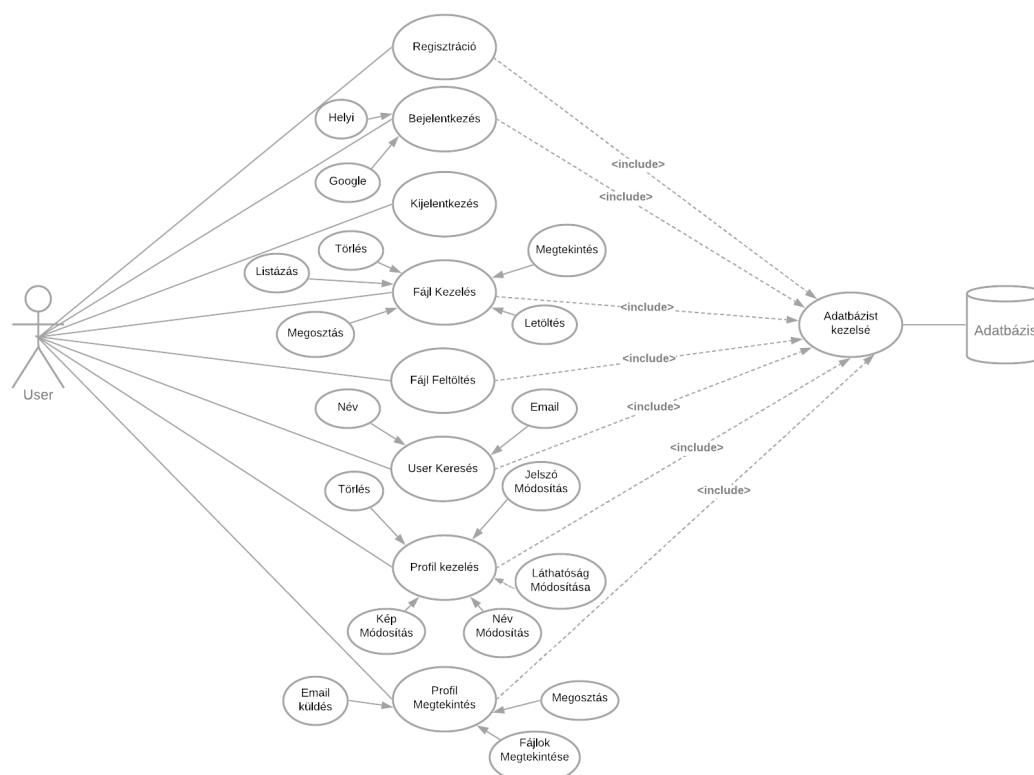 Regisztráció
Helyi
Bejelentkezés
<include>
Google
<include>
Kijelentkezés
Törlés
Megtekintés
Listázás
Fájl Kezelés
<include>
Megosztás
Letöltés
Adatbázist
kezelsé
Adatbázis
User
Fájl Feltöltés
<include>
Név
Email
<include>
User Keresés
<include>
Törlés
Jelszó
Módosítás
<include>
Profil kezelés
Láthatóság
Módosítása
Kép
Módosítás
Név
Módosítás
Email
küldés
Profil
Megtekintés
Megosztás
Fájlok
Megtekintése